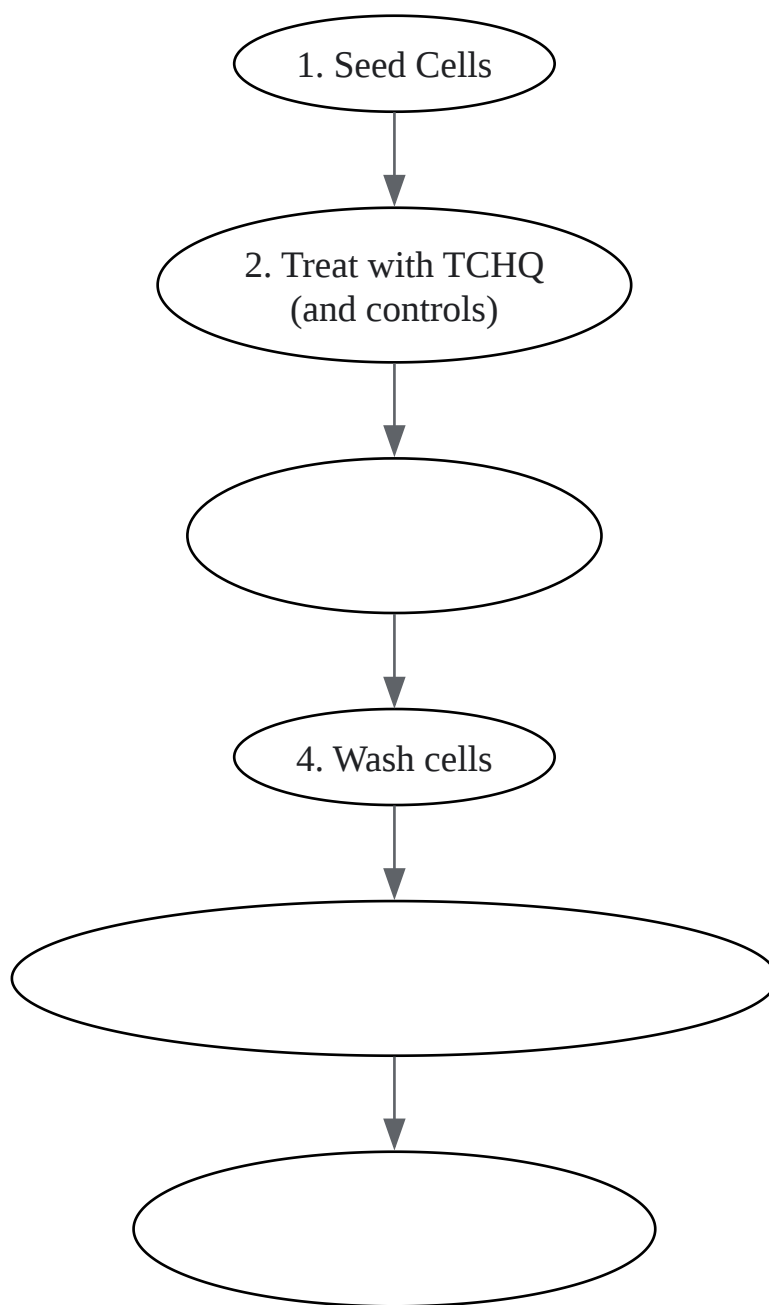 1. Seed Cells
2. Treat with TCHQ
(and controls)
4. Wash cells